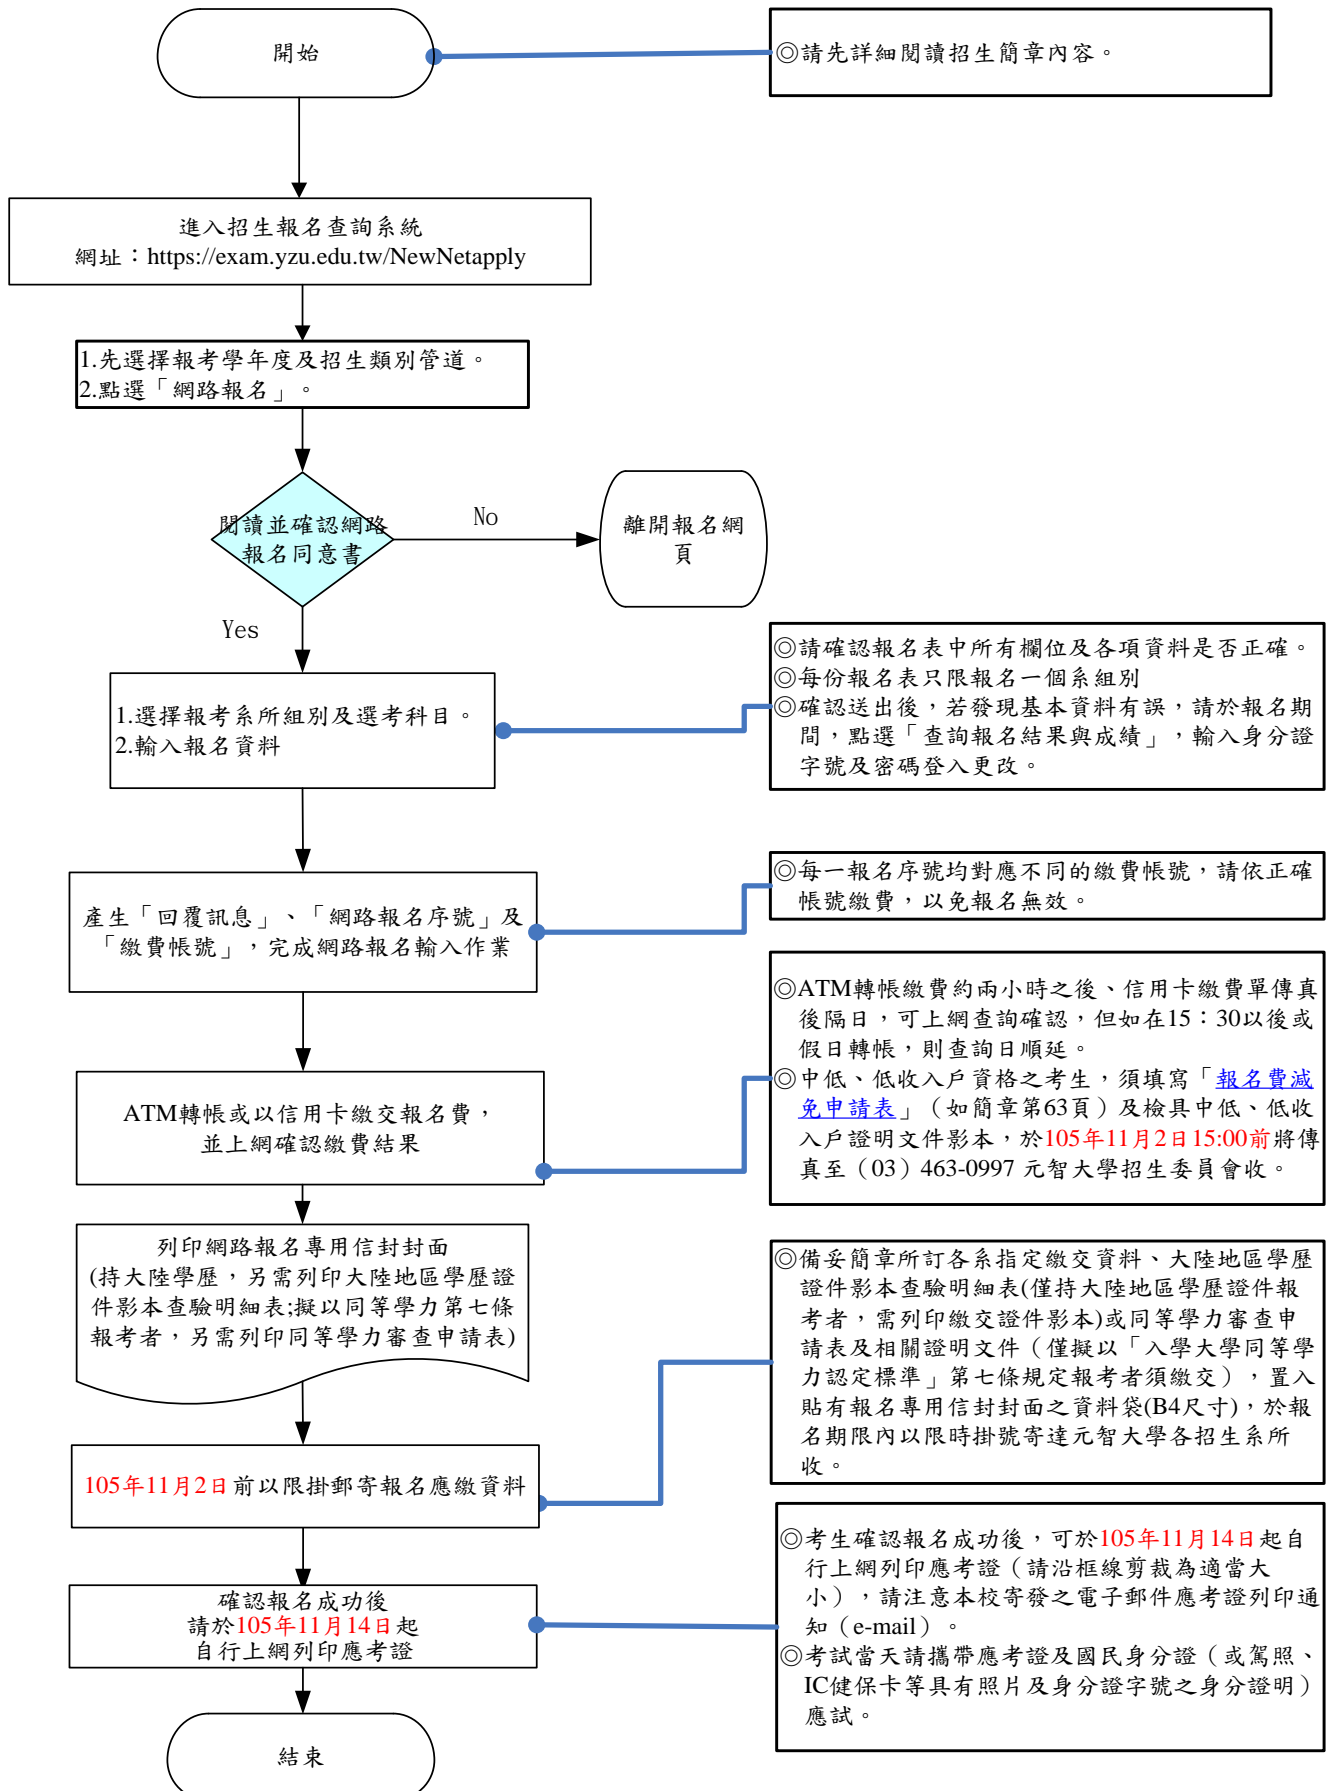 開始
◎請先詳細閱讀招生簡章內容。
進入招生報名查詢系統
網址：https://exam.yzu.edu.tw/NewNetapply
1.先選擇報考學年度及招生類別管道。
2.點選「網路報名」。
閱讀並確認網路
報名同意書
No
離開報名網
頁
Yes
◎請確認報名表中所有欄位及各項資料是否正確。
◎每份報名表只限報名一個系組別
◎確認送出後，若發現基本資料有誤，請於報名期
間，點選「查詢報名結果與成績」，輸入身分證
字號及密碼登入更改。
1.選擇報考系所組別及選考科目。
2.輸入報名資料
◎每一報名序號均對應不同的繳費帳號，請依正確
帳號繳費，以免報名無效。
產生「回覆訊息」、「網路報名序號」及
「繳費帳號」，完成網路報名輸入作業
◎ATM轉帳繳費約兩小時之後、信用卡繳費單傳真
後隔日，可上網查詢確認，但如在15：30以後或
假日轉帳，則查詢日順延。
◎中低、低收入戶資格之考生，須填寫「報名費減
免申請表」（如簡章第63頁）及檢具中低、低收
入戶證明文件影本，於105年11月2日15:00前將傳
真至（03）463-0997 元智大學招生委員會收。
ATM轉帳或以信用卡繳交報名費，
並上網確認繳費結果
列印網路報名專用信封封面
(持大陸學歷，另需列印大陸地區學歷證
件影本查驗明細表;擬以同等學力第七條
報考者，另需列印同等學力審查申請表)
◎備妥簡章所訂各系指定繳交資料、大陸地區學歷
證件影本查驗明細表(僅持大陸地區學歷證件報
考者，需列印繳交證件影本)或同等學力審查申
請表及相關證明文件（僅擬以「入學大學同等學
力認定標準」第七條規定報考者須繳交），置入
貼有報名專用信封封面之資料袋(B4尺寸)，於報
名期限內以限時掛號寄達元智大學各招生系所
收。
105年11月2日前以限掛郵寄報名應繳資料
◎考生確認報名成功後，可於105年11月14日起自
行上網列印應考證（請沿框線剪裁為適當大
小），請注意本校寄發之電子郵件應考證列印通
知（e-mail）。
◎考試當天請攜帶應考證及國民身分證（或駕照、
IC健保卡等具有照片及身分證字號之身分證明）
應試。
確認報名成功後
請於105年11月14日起
自行上網列印應考證
結束